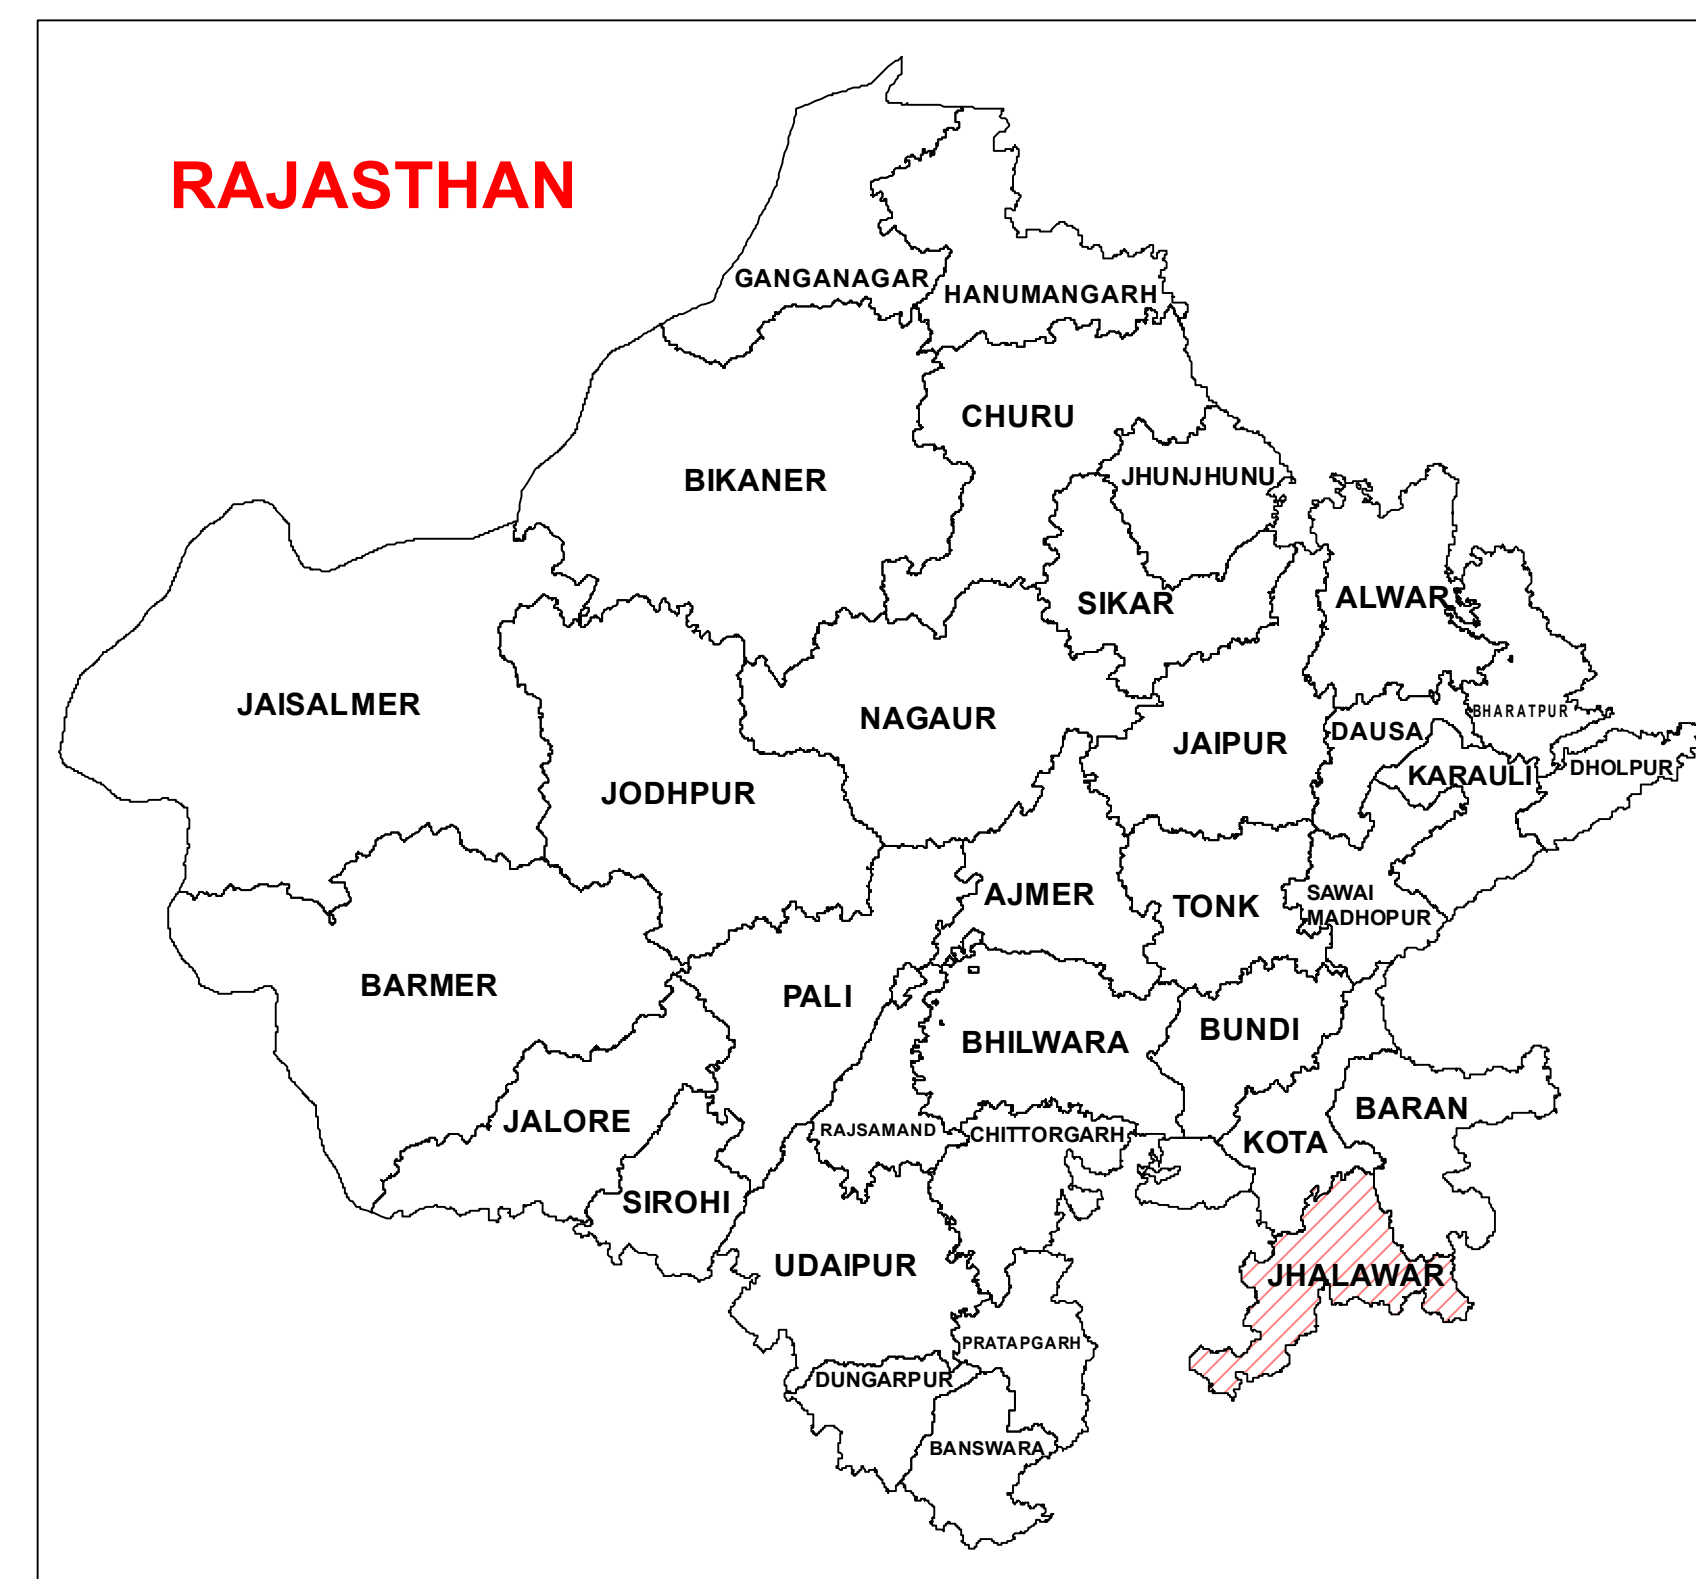 RAJASTHAN
GANGANAGAR
HANUMANGARH
CHURU
BIKANER
JHUNJHUNU
SIKAR
ALWAR
JAISALMER
NAGAUR
BHARATPUR
JAIPUR
DAUSA
KARAULI
DHOLPUR
JODHPUR
AJMER
TONK
SAWAI
MADHOPUR
BARMER
PALI
BHILWARA
BUNDI
JALORE
RAJSAMAND
CHITTORGARH
KOTA
BARAN
SIROHI
UDAIPUR
JHALAWAR
PRATAPGARH
DUNGARPUR
BANSWARA